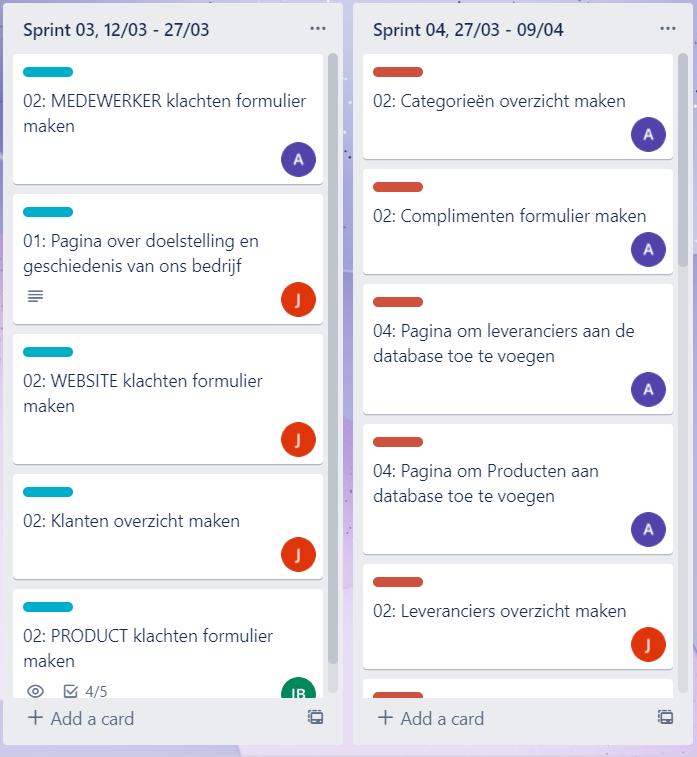 Sprint 03, 12/03 - 27/03
02: MEDEWERKER klachten formulier
maken
A
01: Pagina over doelstelling en
geschiedenis van ons bedrijf
J
02: WEBSITE klachten formulier
maken
J
02: Klanten overzicht maken
J
02: PRODUCT klachten formulier
maken
4/5
JB
+ Add a card
Sprint 04, 27/03 - 09/04
02: Categorieën overzicht maken
A
02: Complimenten formulier maken
A
04: Pagina om leveranciers aan de
database toe te voegen
A
04: Pagina om Producten aan
database toe te voegen
A
02: Leveranciers overzicht maken
J
+ Add a card